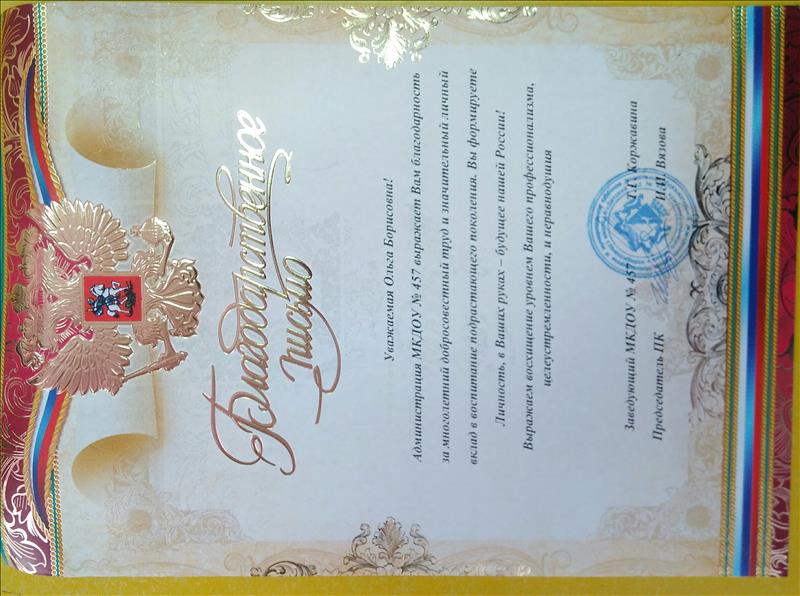 Благодарственное
письмо
Уважаемая Ольга Борисовна!
Администрация МКДОУ № 457 выражает Вам благодарность
за многолетний добросовестный труд и значительный личный
вклад в воспитание подрастающего поколения. Вы формируете
Личность, в Ваших руках – будущее нашей России!
Выражаем восхищение уровнем Вашего профессионализма,
целеустремленности, и неравнодушия
Заведующий МКДОУ № 457 Коржавина
Председатель ПК И.И. Вязова